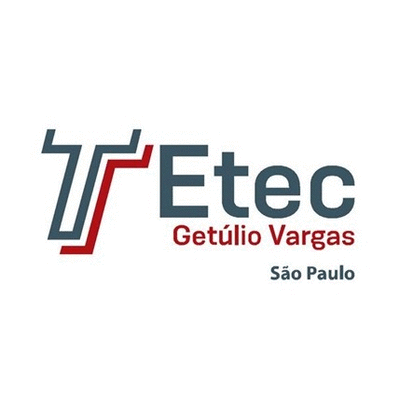 Etec
Getúlio Vargas
São Paulo